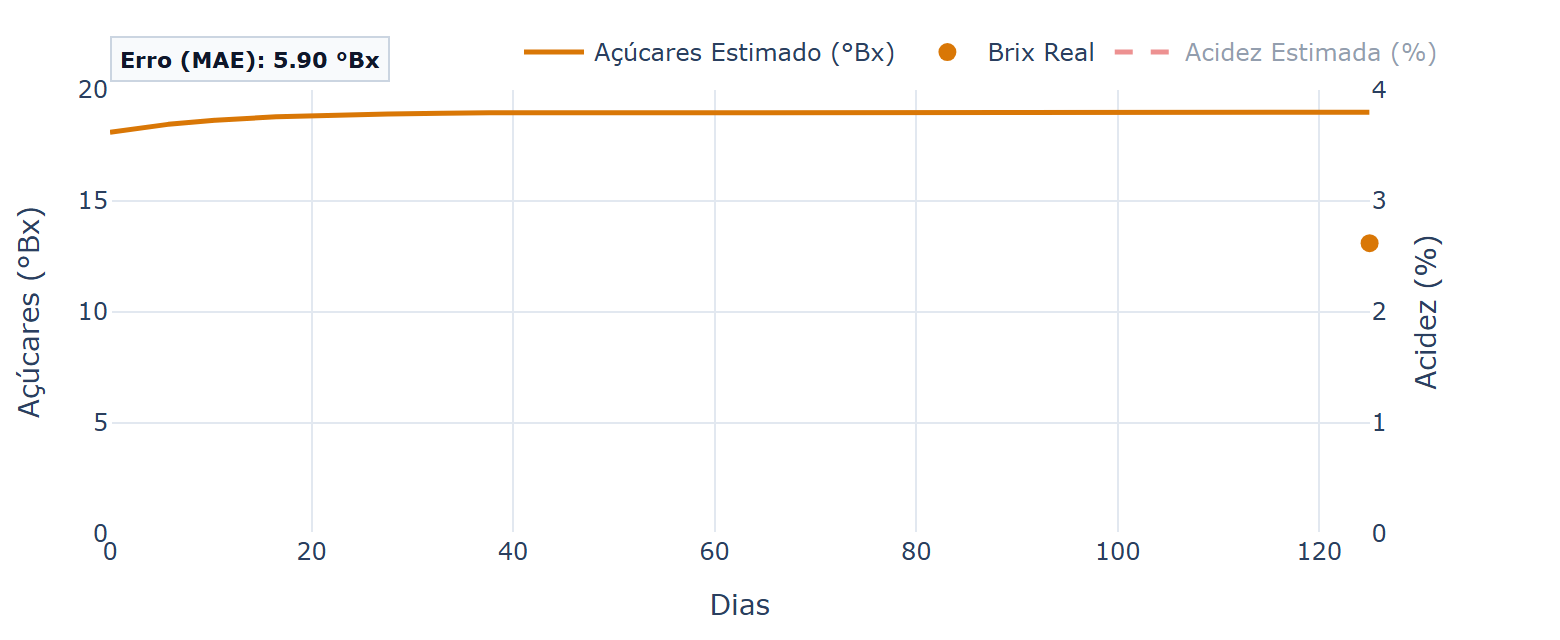 Erro (MAE): 5.90 ºBx
Açúcares Estimado (°Bx)
Brix Real
Acidez Estimada (%)
20
15
10
5
0
4
3
2
1
0
Açúcares (°Bx)
Acidez (%)
0 20 40 60 80 100 120
Dias